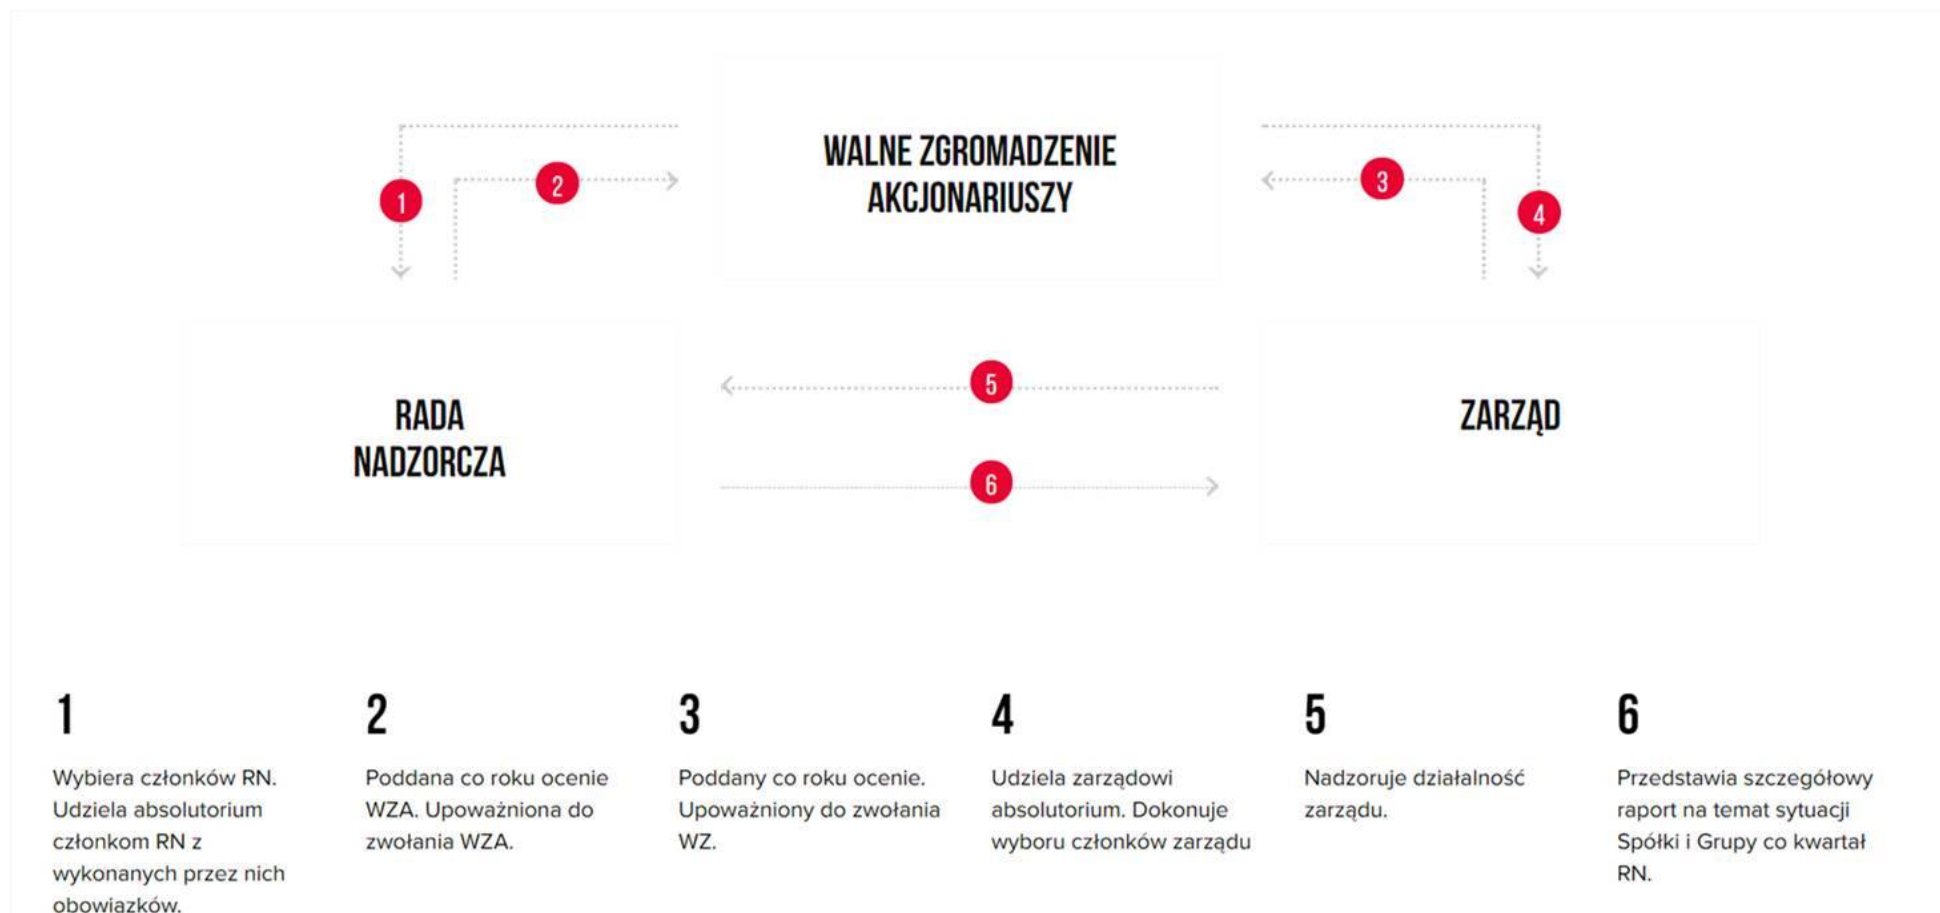 WALNE ZGROMADZENIE
AKCJONARIUSZY
1
2
3
4
RADA
NADZORCZA
5
6
ZARZĄD
1
Wybiera członków RN.
Udziela absolutorium
członkom RN z
wykonanych przez nich
obowiązków.
2
Poddana co roku ocenie
WZA. Upoważniona do
zwołania WZA.
3
Poddany co roku ocenie.
Upoważniony do zwołania
WZ.
4
Udziela zarządowi
absolutorium. Dokonuje
wyboru członków zarządu
5
Nadzoruje działalność
zarządu.
6
Przedstawia szczegółowy
raport na temat sytuacji
Spółki i Grupy co kwartał
RN.